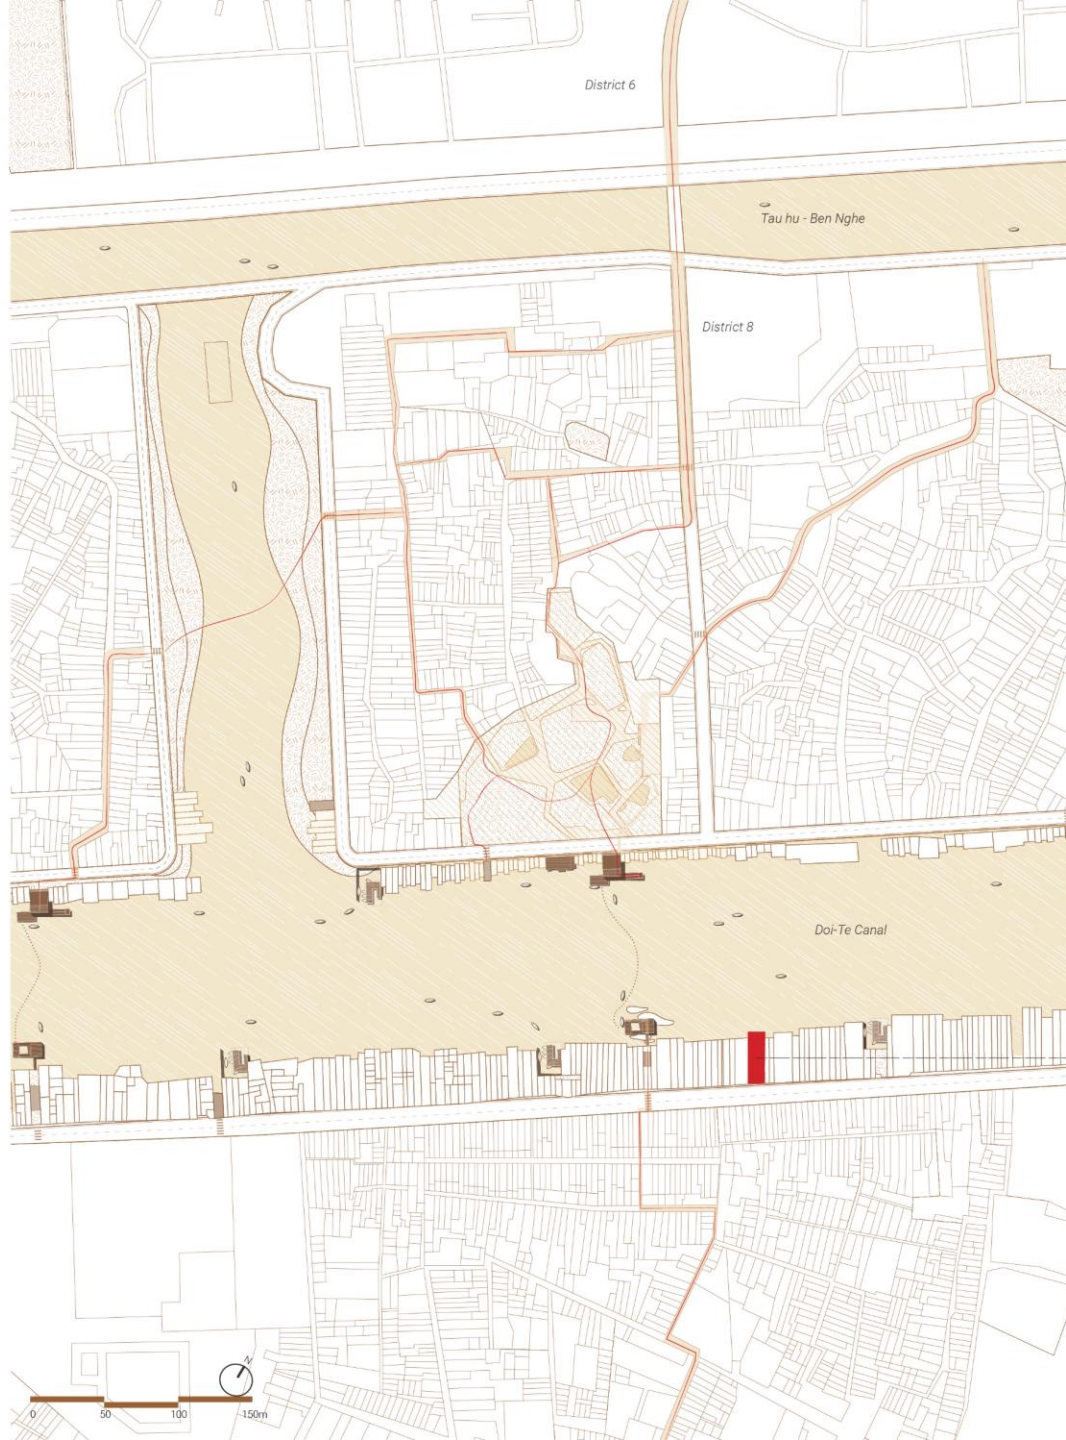 District 6
Tau hu - Ben Nghe
District 8
Doi-Te Canal
N
0 50 100 150m